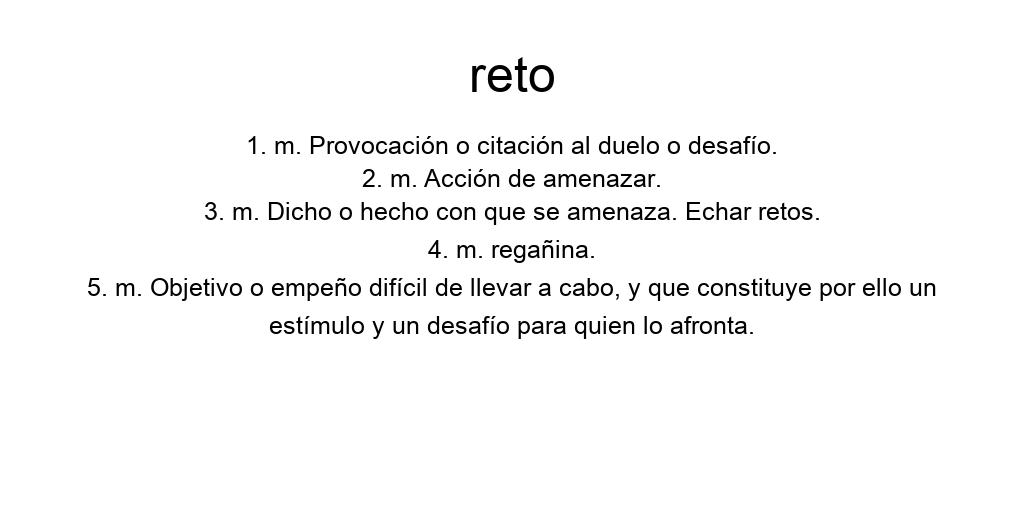 reto
1. m. Provocación o citación al duelo o desafío.
2. m. Acción de amenazar.
3. m. Dicho o hecho con que se amenaza. Echar retos.
4. m. regañina.
5. m. Objetivo o empeño difícil de llevar a cabo, y que constituye por ello un
estímulo y un desafío para quien lo afronta.